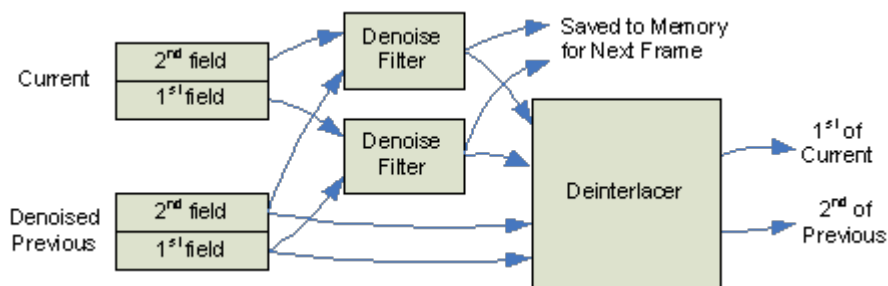 Current
2nd field
1st field
Denoise
Filter
Saved to Memory
for Next Frame
Denoise
Filter
Denoised
Previous
2nd field
1st field
Deinterlacer
1st of
Current
2nd of
Previous